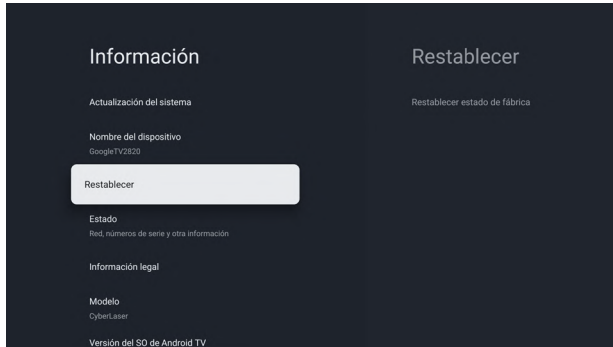 Información
Actualización del sistema
Nombre del dispositivo
GoogleTV2820
Restablecer
Estado
Red, números de serie y otra información
Información legal
Modelo
CyberLaser
Versión del SO de Android TV
Restablecer
Restablecer estado de fábrica